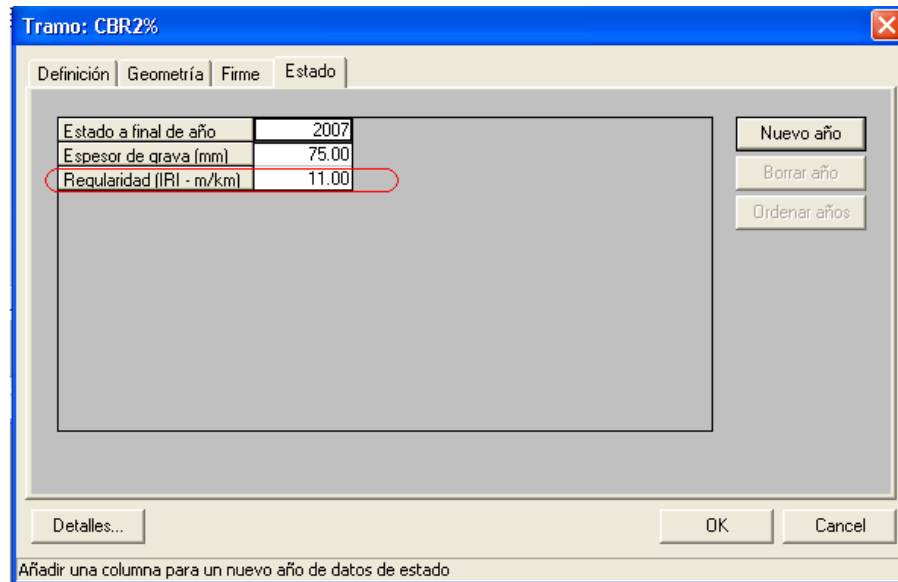 Tramo: CBR2%
Definición Geometría Firme Estado
Estado a final de año 2007
Espesor de grava (mm) 75.00
Regularidad (IRI - m/km) 11.00
Nuevo año
Borrar año
Ordenar años
Detalles... OK Cancel
Añadir una columna para un nuevo año de datos de estado